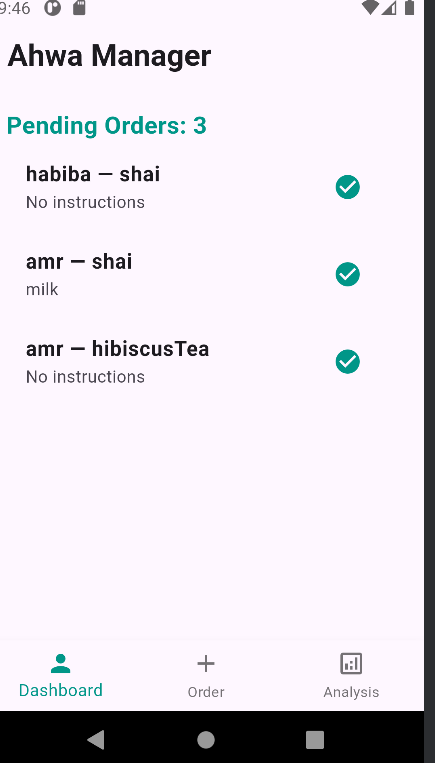 9:46
Ahwa Manager
Pending Orders: 3
habiba — shai
No instructions
amr — shai
milk
amr — hibiscusTea
No instructions
Dashboard
Order
Analysis